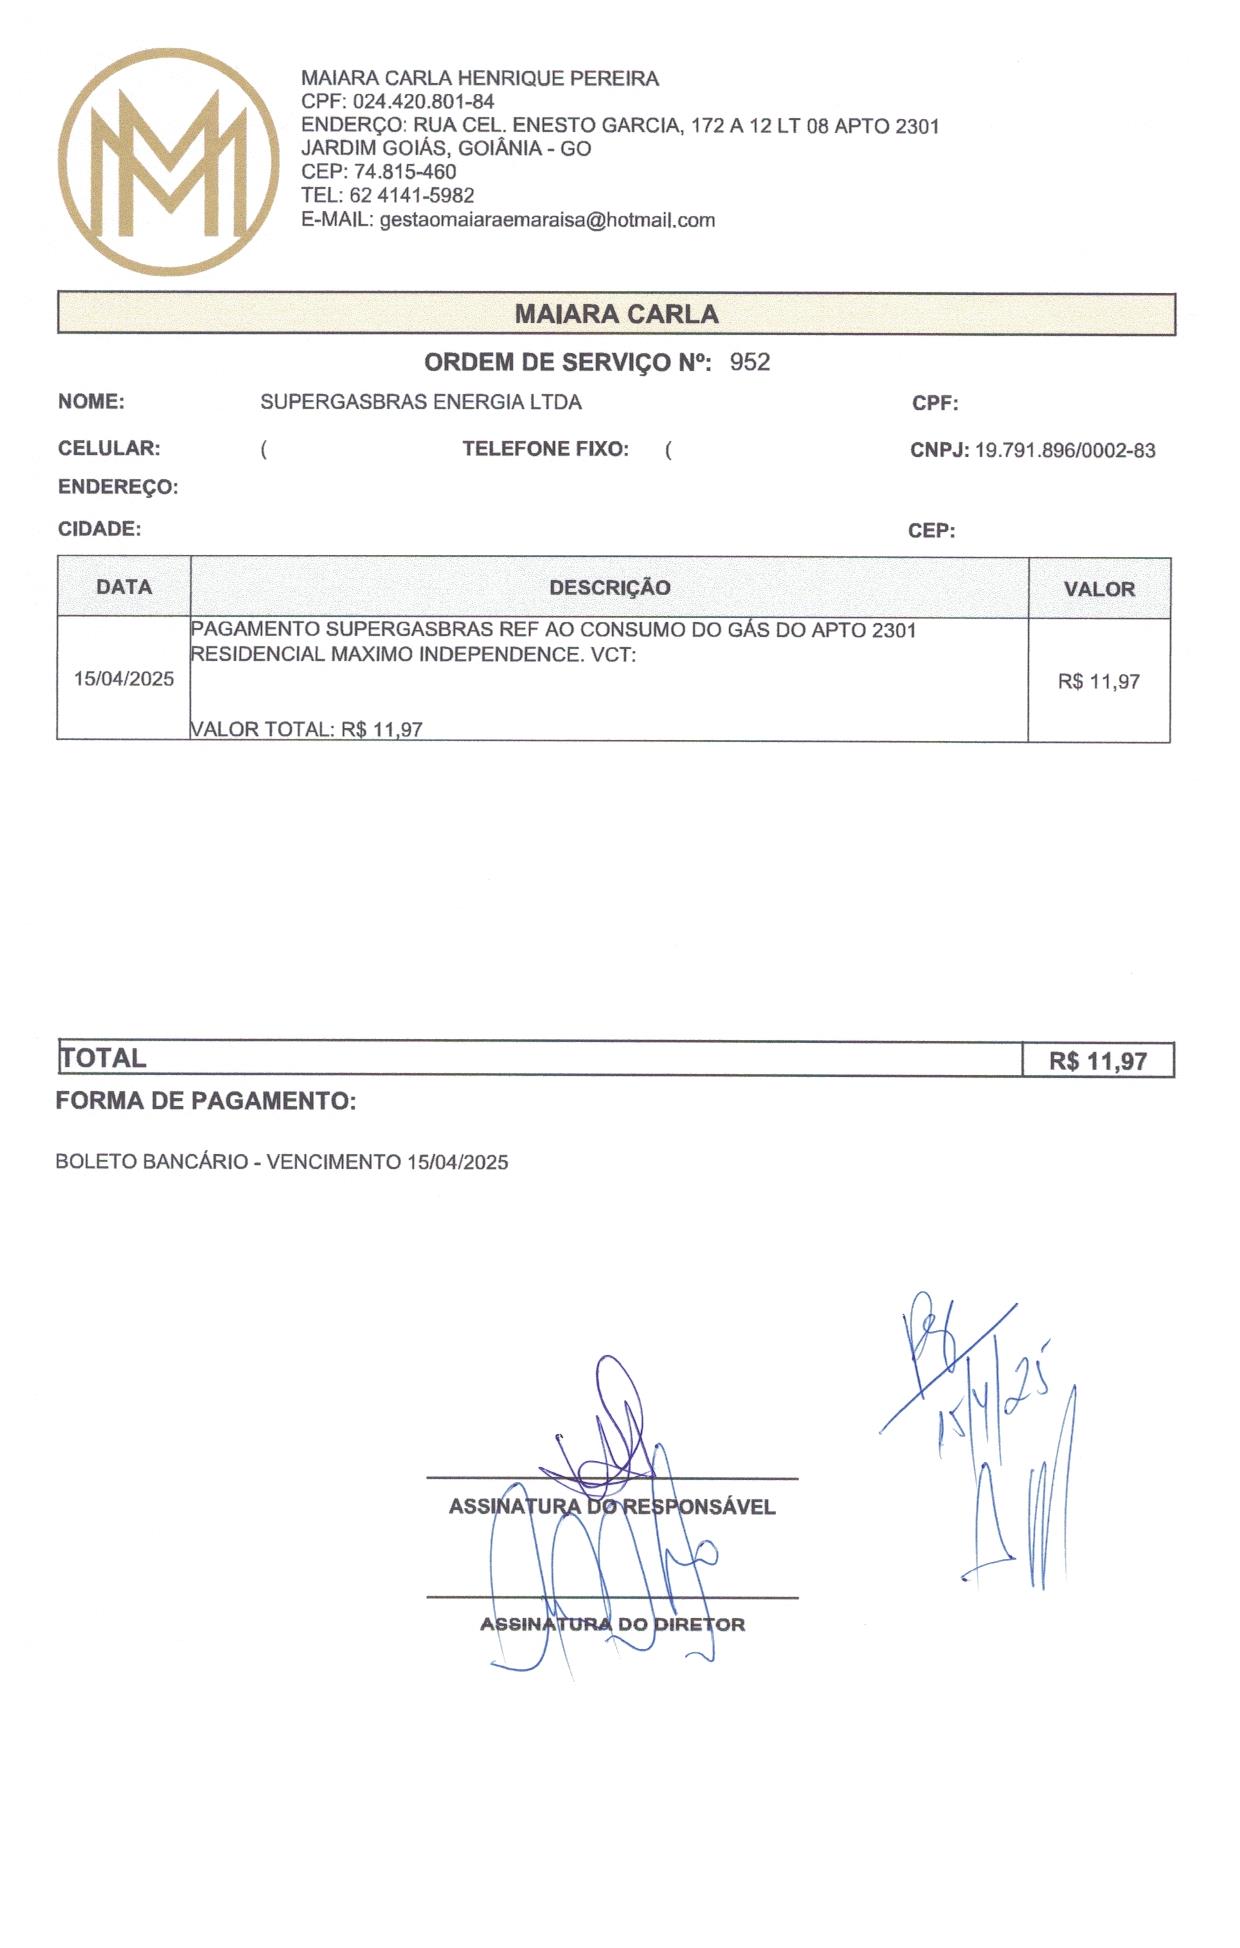 MAIARA CARLA HENRIQUE PEREIRA
CPF: 024.420.801-84
ENDERÇO: RUA CEL. ENESTO GARCIA, 172 A 12 LT 08 APTO 2301
JARDIM GOIÁS, GOIÂNIA - GO
CEP: 74.815-460
TEL: 62 4141-5982
E-MAIL: gestaomaiaraemaraisa@hotmail.com
MAIARA CARLA
ORDEM DE SERVIÇO Nº: 952
NOME: SUPERGASBRAS ENERGIA LTDA CPF:
CELULAR: ( TELEFONE FIXO: ( CNPJ: 19.791.896/0002-83
ENDEREÇO:
CIDADE: CEP:
DATA DESCRIÇÃO VALOR
PAGAMENTO SUPERGASBRAS REF AO CONSUMO DO GÁS DO APTO 2301
RESIDENCIAL MAXIMO INDEPENDENCE. VCT:
15/04/2025 R$ 11,97
VALOR TOTAL: R$ 11,97
TOTAL R$ 11,97
FORMA DE PAGAMENTO:
BOLETO BANCÁRIO - VENCIMENTO 15/04/2025
15/4/25
ASSINATURA DO RESPONSÁVEL
ASSINATURA DO DIRETOR